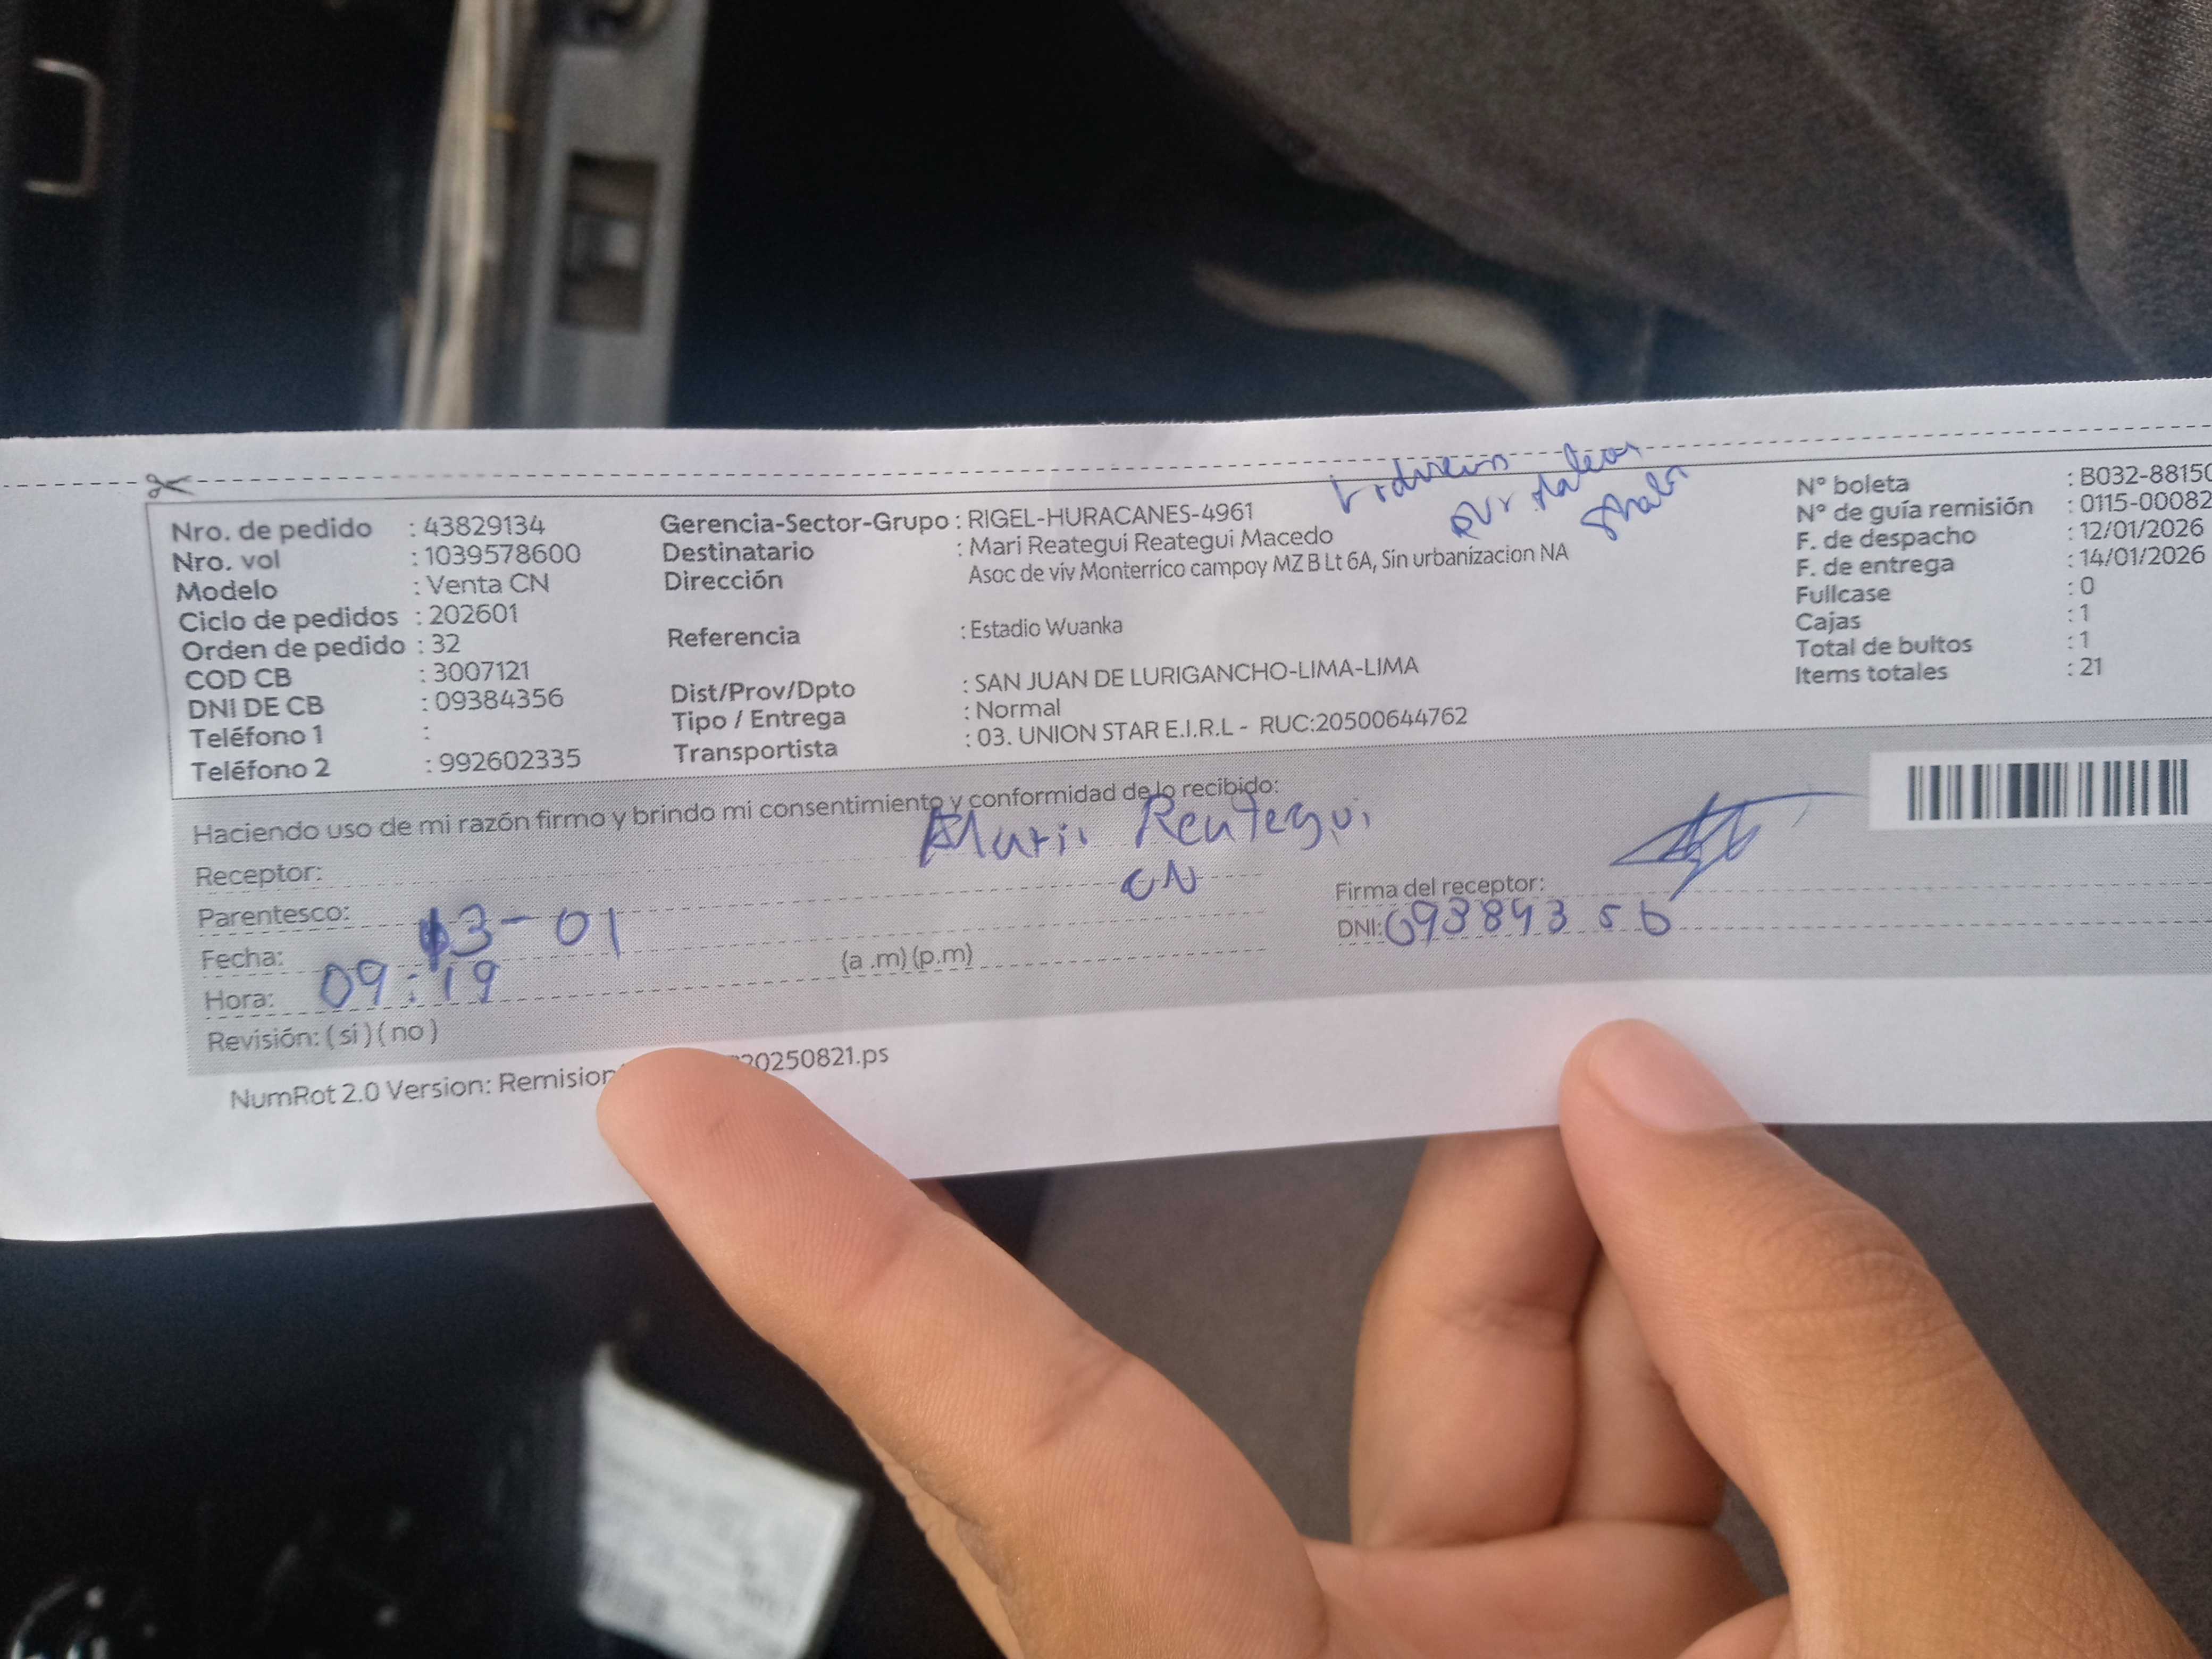 Nro. de pedido : 43829134
Nro. vol : 1039578600
Modelo : Venta CN
Ciclo de pedidos : 202601
Orden de pedido : 32
COD CB : 3007121
DNI DE CB : 09384356
Teléfono 1 :
Teléfono 2 : 992602335
Gerencia-Sector-Grupo : RIGEL-HURACANES-4961
Destinatario : Mari Reategui Reategui Macedo
Dirección Asoc de viv Monterrico campoy MZ B Lt 6A, Sin urbanizacion NA
Referencia : Estadio Wuanka
Dist/Prov/Dpto : SAN JUAN DE LURIGANCHO-LIMA-LIMA
Tipo / Entrega : Normal
Transportista : 03. UNION STAR E.I.R.L - RUC:20500644762
N° boleta : B032-88150
N° de guía remisión : 0115-00082
F. de despacho : 12/01/2026
F. de entrega : 14/01/2026
Fullcase : 0
Cajas : 1
Total de bultos : 1
Items totales : 21
Haciendo uso de mi razón firmo y brindo mi consentimiento y conformidad de lo recibido:
Receptor: Mari Reategui
Parentesco: CN
Fecha: 13-01
Hora: 09:19 (a .m) (p.m)
Revisión: ( si ) ( no )
Firma del receptor:
DNI: 09384356
NumRot 2.0 Version: Remision 20250821.ps